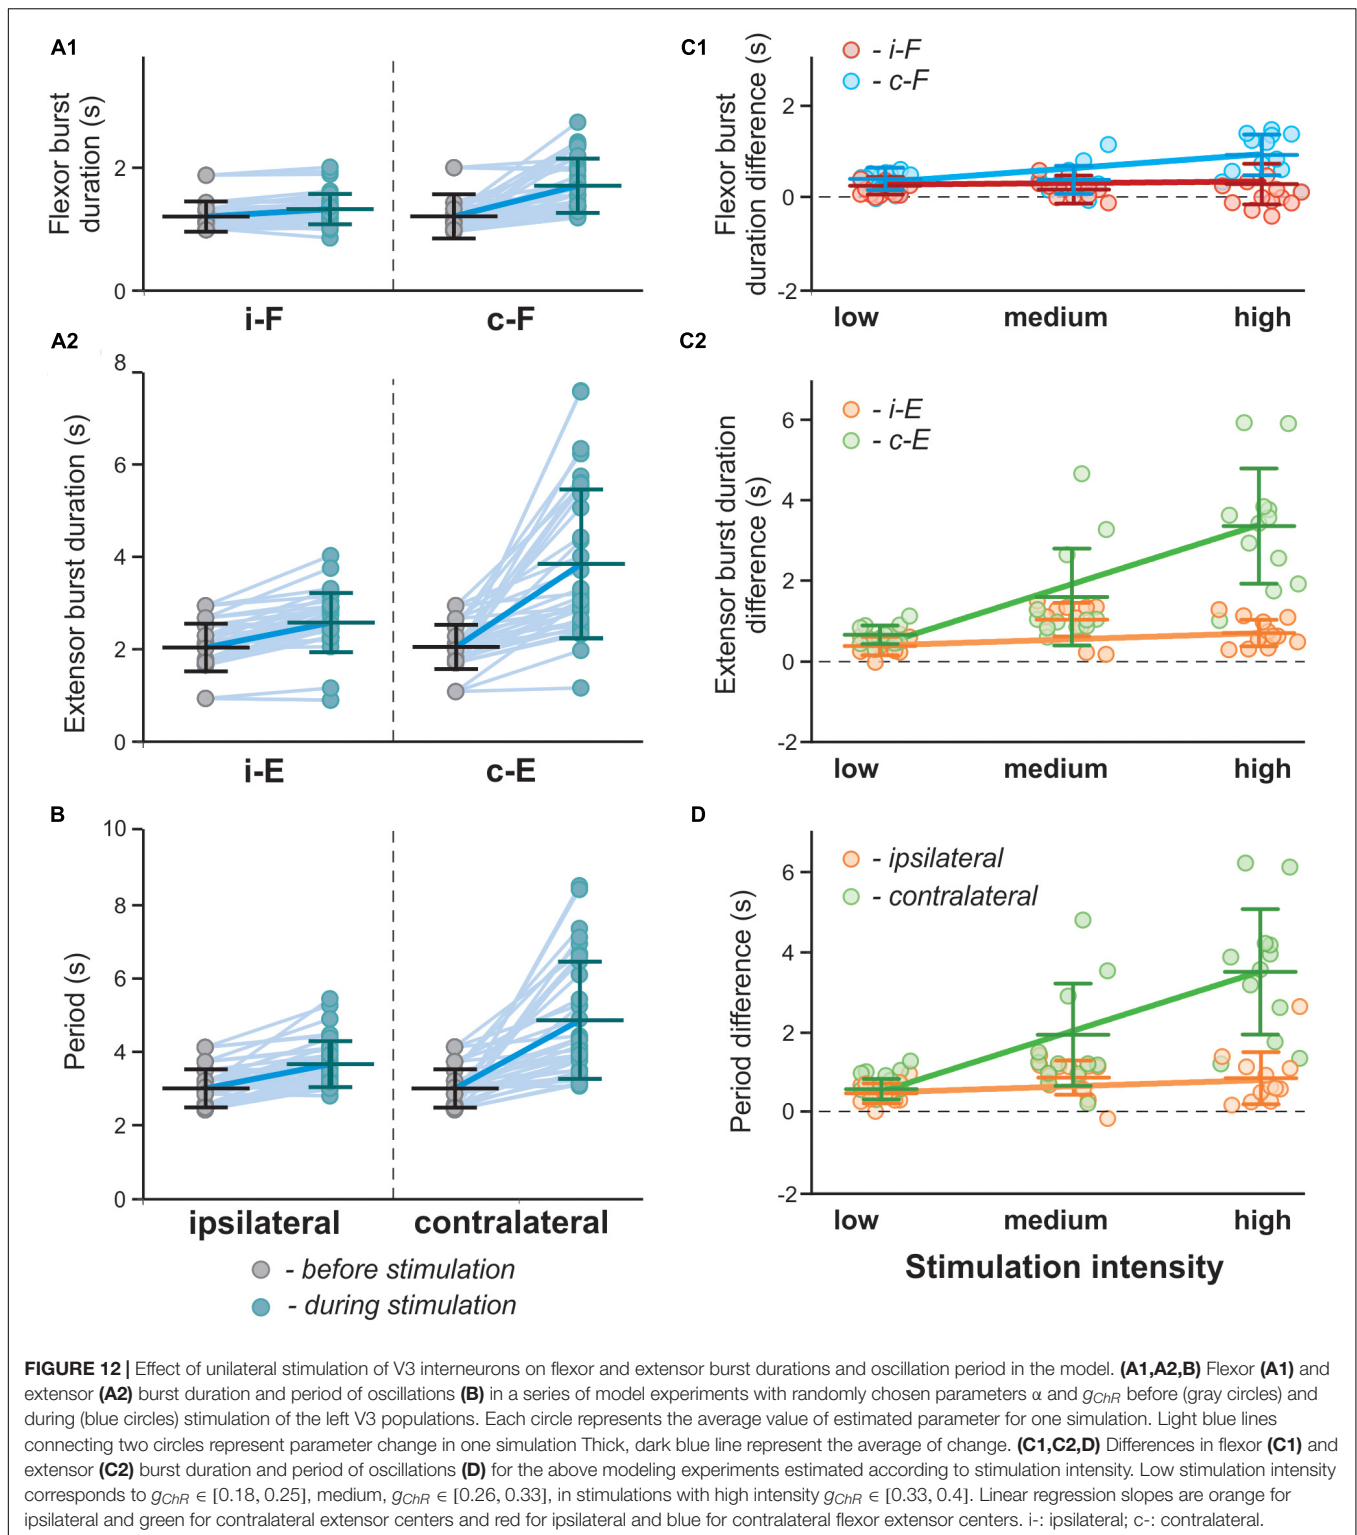 A1
Flexor burst
duration (s)
2
0
i-F
c-F
C1
- i-F
- c-F
Flexor burst
duration difference (s)
2
0
-2
low
medium
high
A2
Extensor burst duration (s)
8
6
4
2
0
i-E
c-E
C2
- i-E
- c-E
Extensor burst duration
difference (s)
6
4
2
0
-2
low
medium
high
B
Period (s)
10
8
6
4
2
0
ipsilateral
contralateral
- before stimulation
- during stimulation
D
- ipsilateral
- contralateral
Period difference (s)
6
4
2
0
-2
low
medium
high
Stimulation intensity
FIGURE 12 | Effect of unilateral stimulation of V3 interneurons on flexor and extensor burst durations and oscillation period in the model. (A1,A2,B) Flexor (A1) and
extensor (A2) burst duration and period of oscillations (B) in a series of model experiments with randomly chosen parameters α and gChR before (gray circles) and
during (blue circles) stimulation of the left V3 populations. Each circle represents the average value of estimated parameter for one simulation. Light blue lines
connecting two circles represent parameter change in one simulation Thick, dark blue line represent the average of change. (C1,C2,D) Differences in flexor (C1) and
extensor (C2) burst duration and period of oscillations (D) for the above modeling experiments estimated according to stimulation intensity. Low stimulation intensity
corresponds to gChR ∈ [0.18, 0.25], medium, gChR ∈ [0.26, 0.33], in stimulations with high intensity gChR ∈ [0.33, 0.4]. Linear regression slopes are orange for
ipsilateral and green for contralateral extensor centers and red for ipsilateral and blue for contralateral flexor extensor centers. i-: ipsilateral; c-: contralateral.